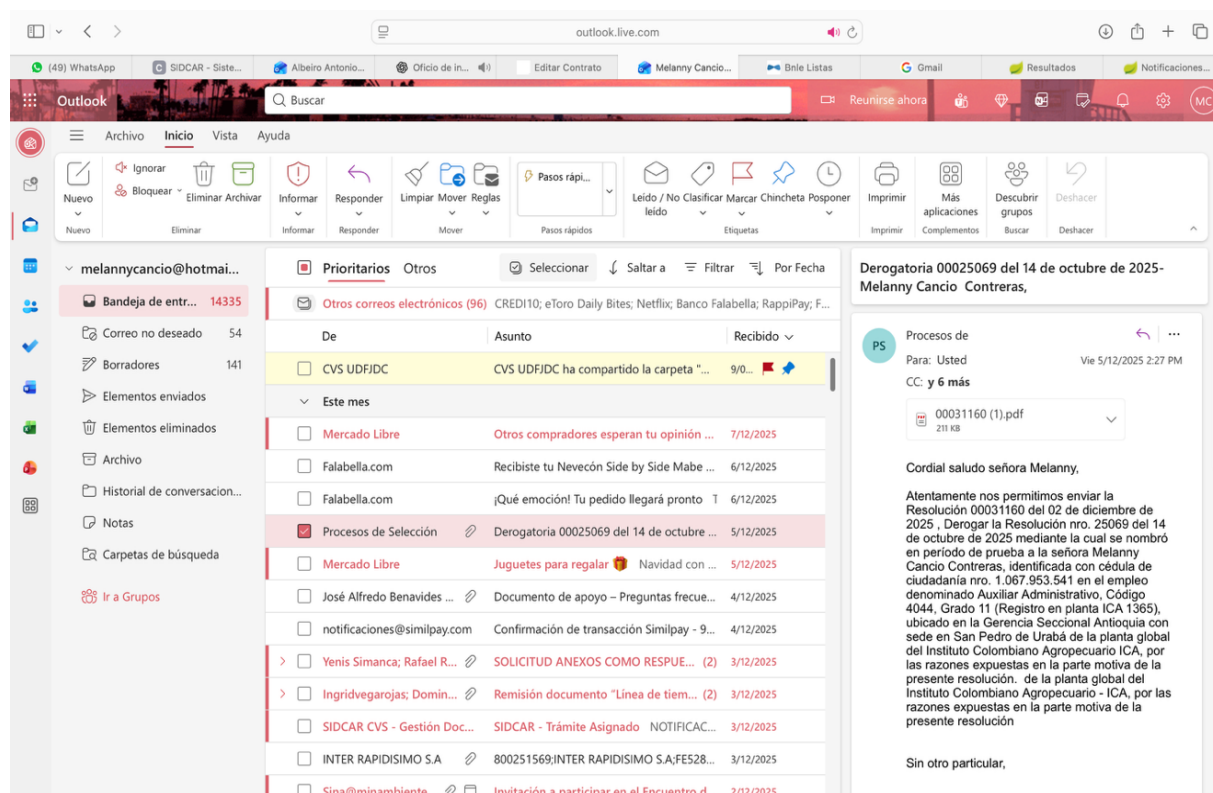 outlook.live.com
(49) WhatsApp
SIDCAR - Siste...
Albeiro Antonio...
Oficio de in...
Editar Contrato
Melanny Cancio...
Bnle Listas
Gmail
Resultados
Notificaciones...
Outlook
Buscar
Reunirse ahora
MC
Archivo Inicio Vista Ayuda
Nuevo
Ignorar
Bloquear
Eliminar Archivar
Informar
Responder
Limpiar Mover Reglas
Pasos rápi...
Leído / No leído
Clasificar Marcar Chincheta Posponer
Imprimir
Más aplicaciones
Descubrir grupos
Deshacer
Nuevo
Eliminar
Informar
Responder
Mover
Pasos rápidos
Etiquetas
Imprimir
Complementos
Buscar
Deshacer
melannycancio@hotmai...
Bandeja de entr... 14335
Correo no deseado 54
Borradores 141
Elementos enviados
Elementos eliminados
Archivo
Historial de conversacion...
Notas
Carpetas de búsqueda
Ir a Grupos
Prioritarios Otros
Seleccionar
Saltar a
Filtrar
Por Fecha
Otros correos electrónicos (96) CREDI10; eToro Daily Bites; Netflix; Banco Falabella; RappiPay; F...
De Asunto Recibido
CVS UDFJDC CVS UDFJDC ha compartido la carpeta "... 9/0...
Este mes
Mercado Libre Otros compradores esperan tu opinión ... 7/12/2025
Falabella.com Recibiste tu Nevecón Side by Side Mabe ... 6/12/2025
Falabella.com ¡Qué emoción! Tu pedido llegará pronto T 6/12/2025
Procesos de Selección Derogatoria 00025069 del 14 de octubre ... 5/12/2025
Mercado Libre Juguetes para regalar 🎁 Navidad con ... 5/12/2025
José Alfredo Benavides ... Documento de apoyo – Preguntas frecue... 4/12/2025
notificaciones@similpay.com Confirmación de transacción Similpay - 9... 4/12/2025
Yenis Simanca; Rafael R... SOLICITUD ANEXOS COMO RESPUE... (2) 3/12/2025
Ingridvegarojas; Domin... Remisión documento "Línea de tiem... (2) 3/12/2025
SIDCAR CVS - Gestión Doc... SIDCAR - Trámite Asignado NOTIFICAC... 3/12/2025
INTER RAPIDISIMO S.A 800251569;INTER RAPIDISIMO S.A;FE528... 3/12/2025
Sina@minambiente... Invitación a participar en el Encuentro d... 2/12/2025
Derogatoria 00025069 del 14 de octubre de 2025-
Melanny Cancio Contreras,
PS
Procesos de
Para: Usted
Vie 5/12/2025 2:27 PM
CC: y 6 más
00031160 (1).pdf
211 KB
Cordial saludo señora Melanny,
Atentamente nos permitimos enviar la
Resolución 00031160 del 02 de diciembre de
2025 , Derogar la Resolución nro. 25069 del 14
de octubre de 2025 mediante la cual se nombró
en período de prueba a la señora Melanny
Cancio Contreras, identificada con cédula de
ciudadanía nro. 1.067.953.541 en el empleo
denominado Auxiliar Administrativo, Código
4044, Grado 11 (Registro en planta ICA 1365),
ubicado en la Gerencia Seccional Antioquia con
sede en San Pedro de Urabá de la planta global
del Instituto Colombiano Agropecuario ICA, por
las razones expuestas en la parte motiva de la
presente resolución. de la planta global del
Instituto Colombiano Agropecuario - ICA, por las
razones expuestas en la parte motiva de la
presente resolución
Sin otro particular,